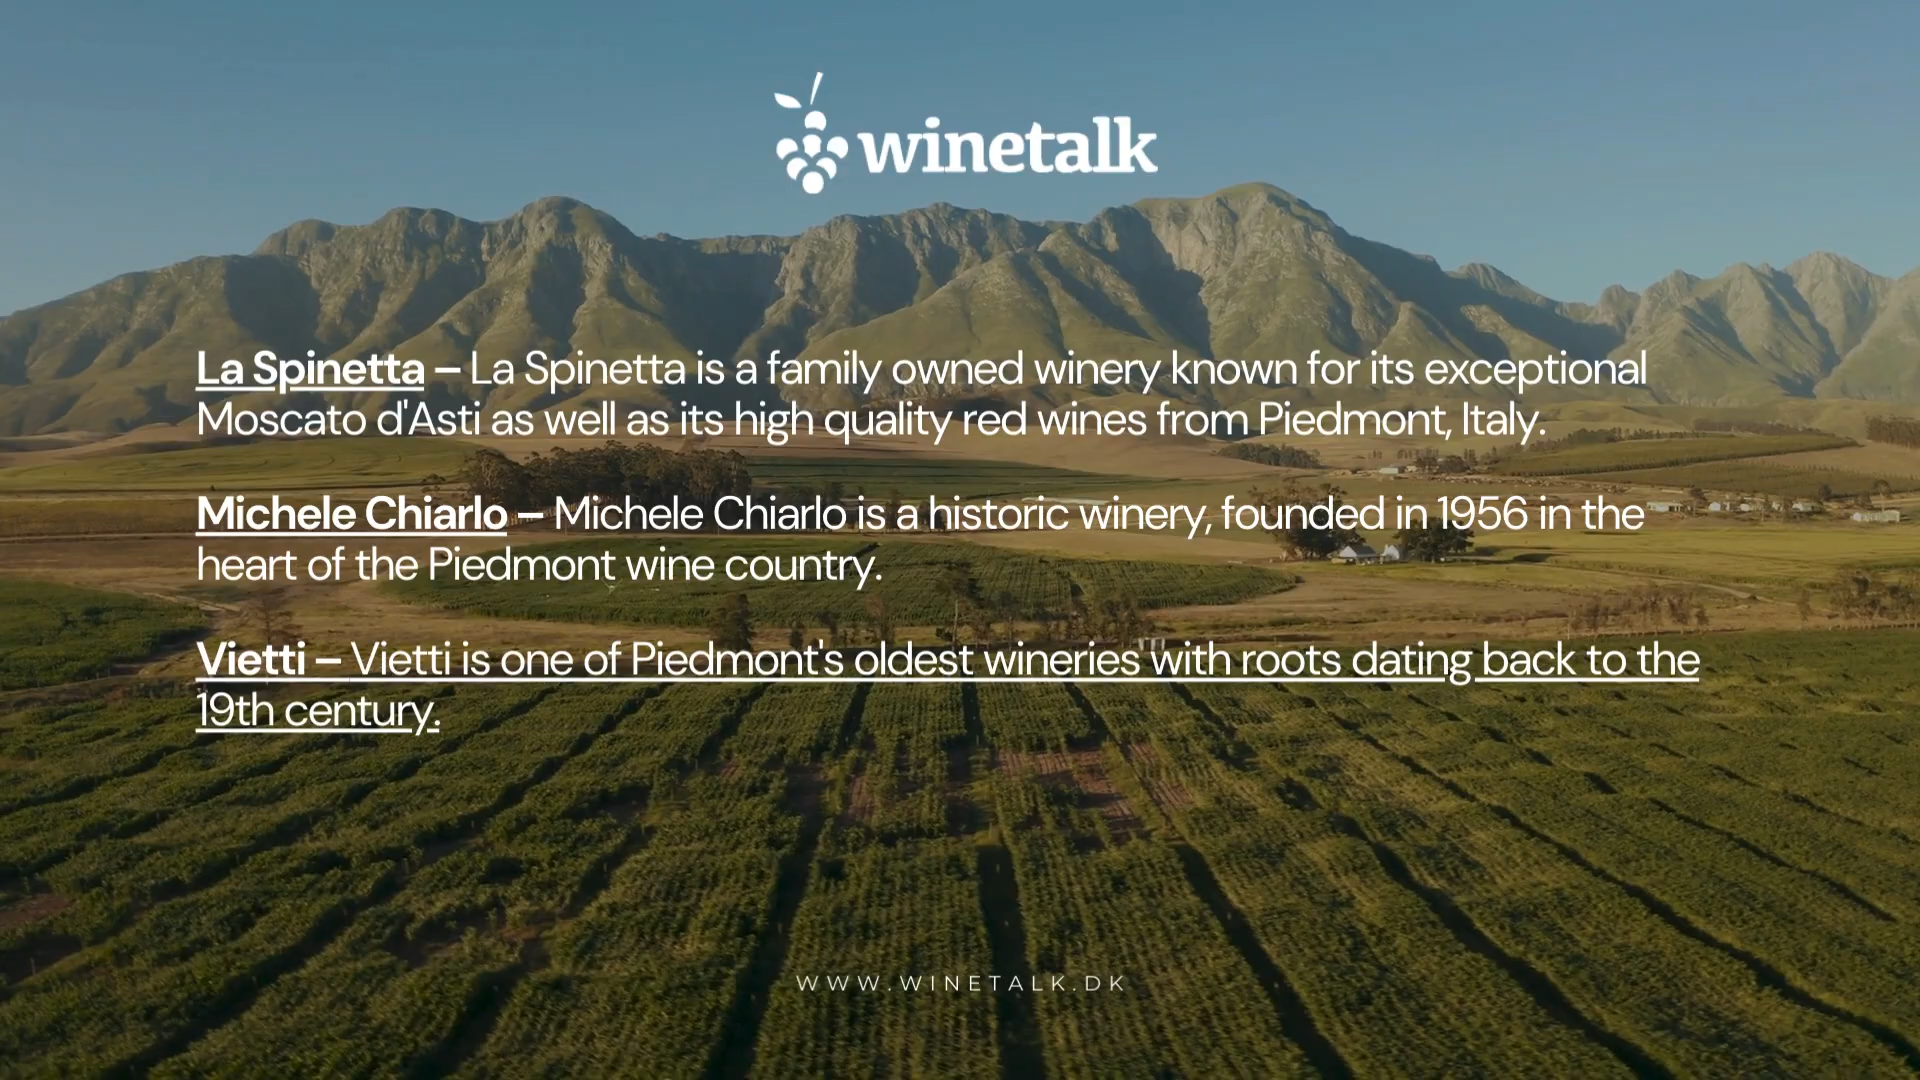 winetalk
La Spinetta – La Spinetta is a family owned winery known for its exceptional
Moscato d'Asti as well as its high quality red wines from Piedmont, Italy.
Michele Chiarlo – Michele Chiarlo is a historic winery, founded in 1956 in the
heart of the Piedmont wine country.
Vietti – Vietti is one of Piedmont's oldest wineries with roots dating back to the
19th century.
WWW.WINETALK.DK